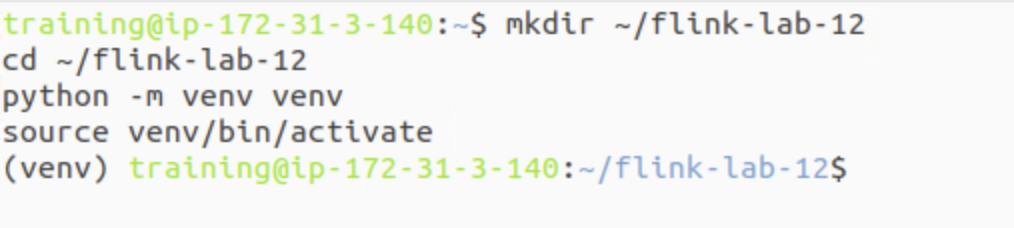 training@ip-172-31-3-140:~$ mkdir ~/flink-lab-12
cd ~/flink-lab-12
python -m venv venv
source venv/bin/activate
(venv) training@ip-172-31-3-140:~/flink-lab-12$